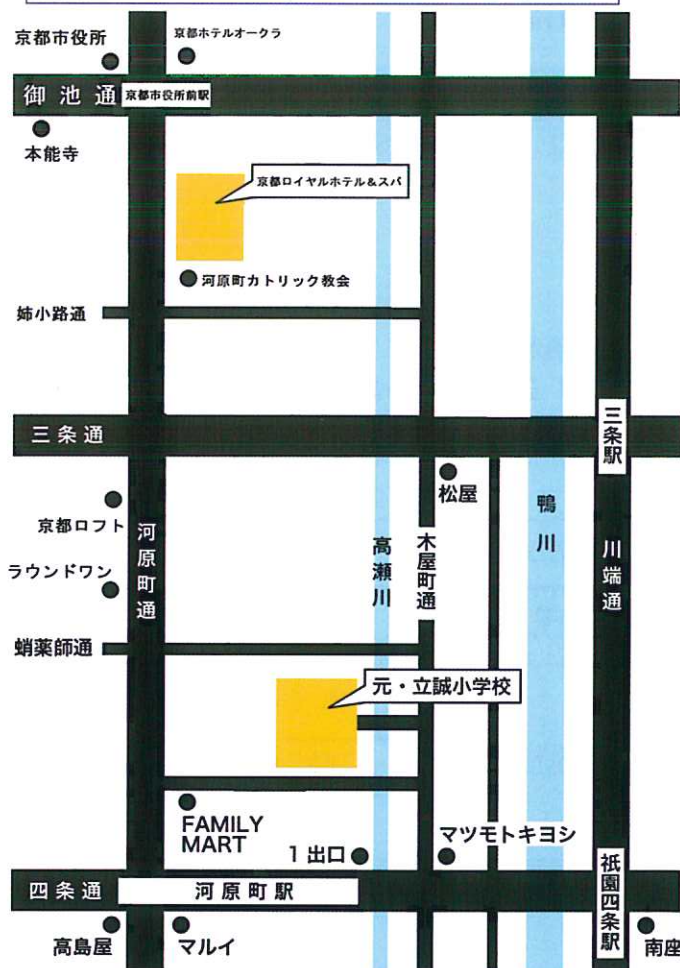 京都市役所
京都ホテルオークラ
御池通
京都市役所前駅
本能寺
京都ロイヤルホテル&スパ
河原町カトリック教会
姉小路通
三条通
三条駅
松屋
京都ロフト
河原町通
高瀬川
木屋町通
鴨川
川端通
ラウンドワン
蛸薬師通
元・立誠小学校
FAMILY
MART
1出口
マツモトキヨシ
四条通
河原町駅
祇園四条駅
高島屋
マルイ
南座